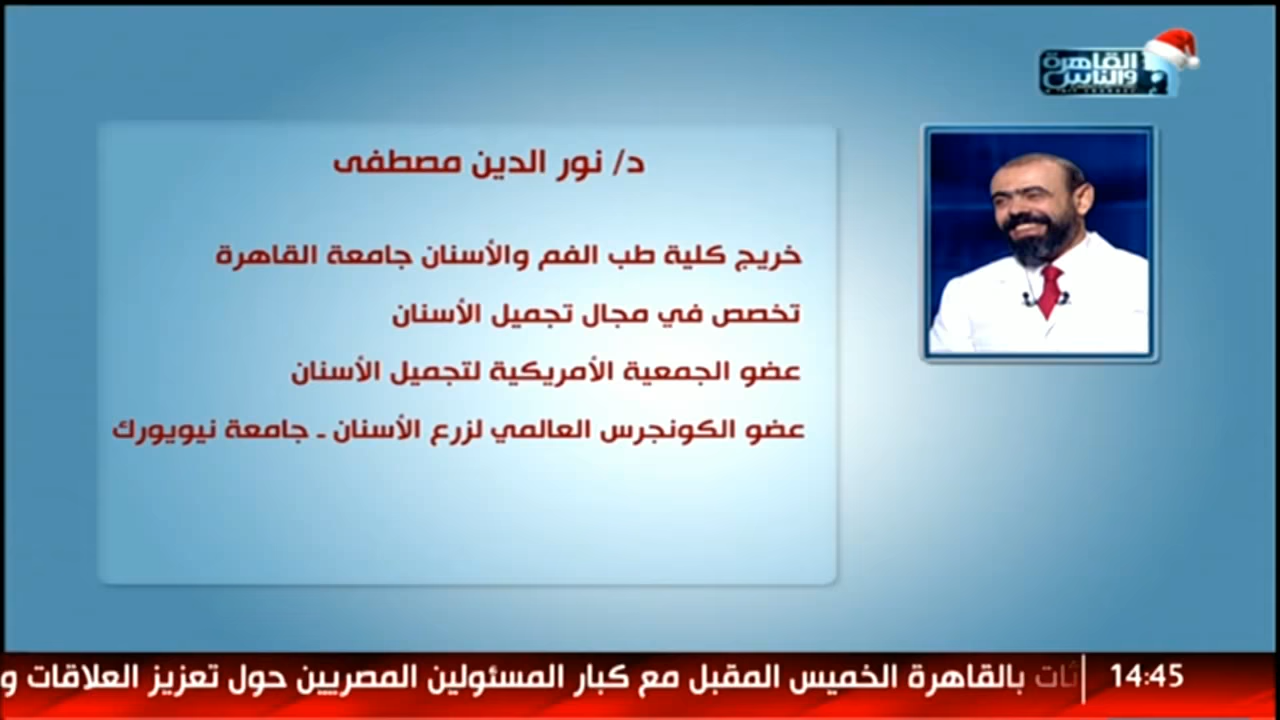 القاهرة
والناس
د/ نور الدين مصطفى
خريج كلية طب الفم والأسنان جامعة القاهرة
تخصص في مجال تجميل الأسنان
عضو الجمعية الأمريكية لتجميل الأسنان
عضو الكونجرس العالمي لزرع الأسنان - جامعة نيويورك
14:45
بالقاهرة الخميس المقبل مع كبار المسئولين المصريين حول تعزيز العلاقات و